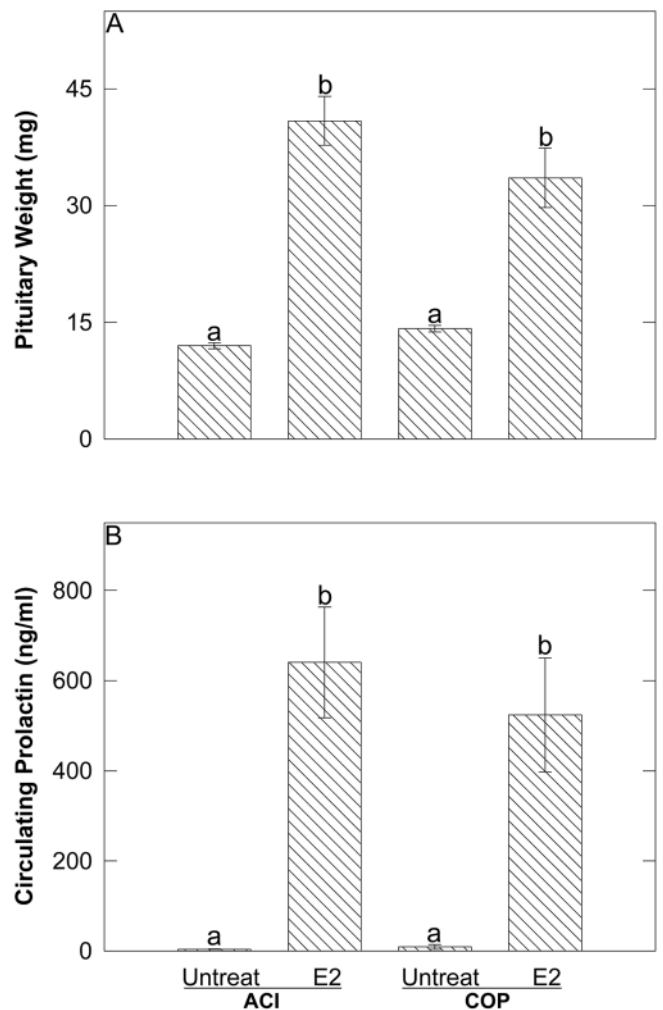 A
Pituitary Weight (mg)
45
30
15
0
a
b
a
b
B
Circulating Prolactin (ng/ml)
800
600
400
200
0
a
b
a
b
Untreat E2 Untreat E2
ACI COP